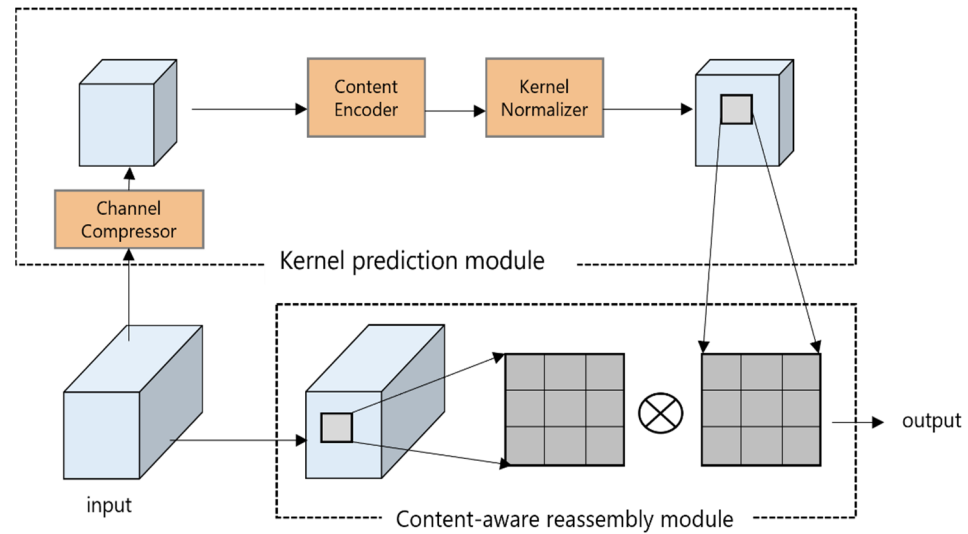 Content
Encoder
Kernel
Normalizer
Channel
Compressor
Kernel prediction module
output
input
Content-aware reassembly module